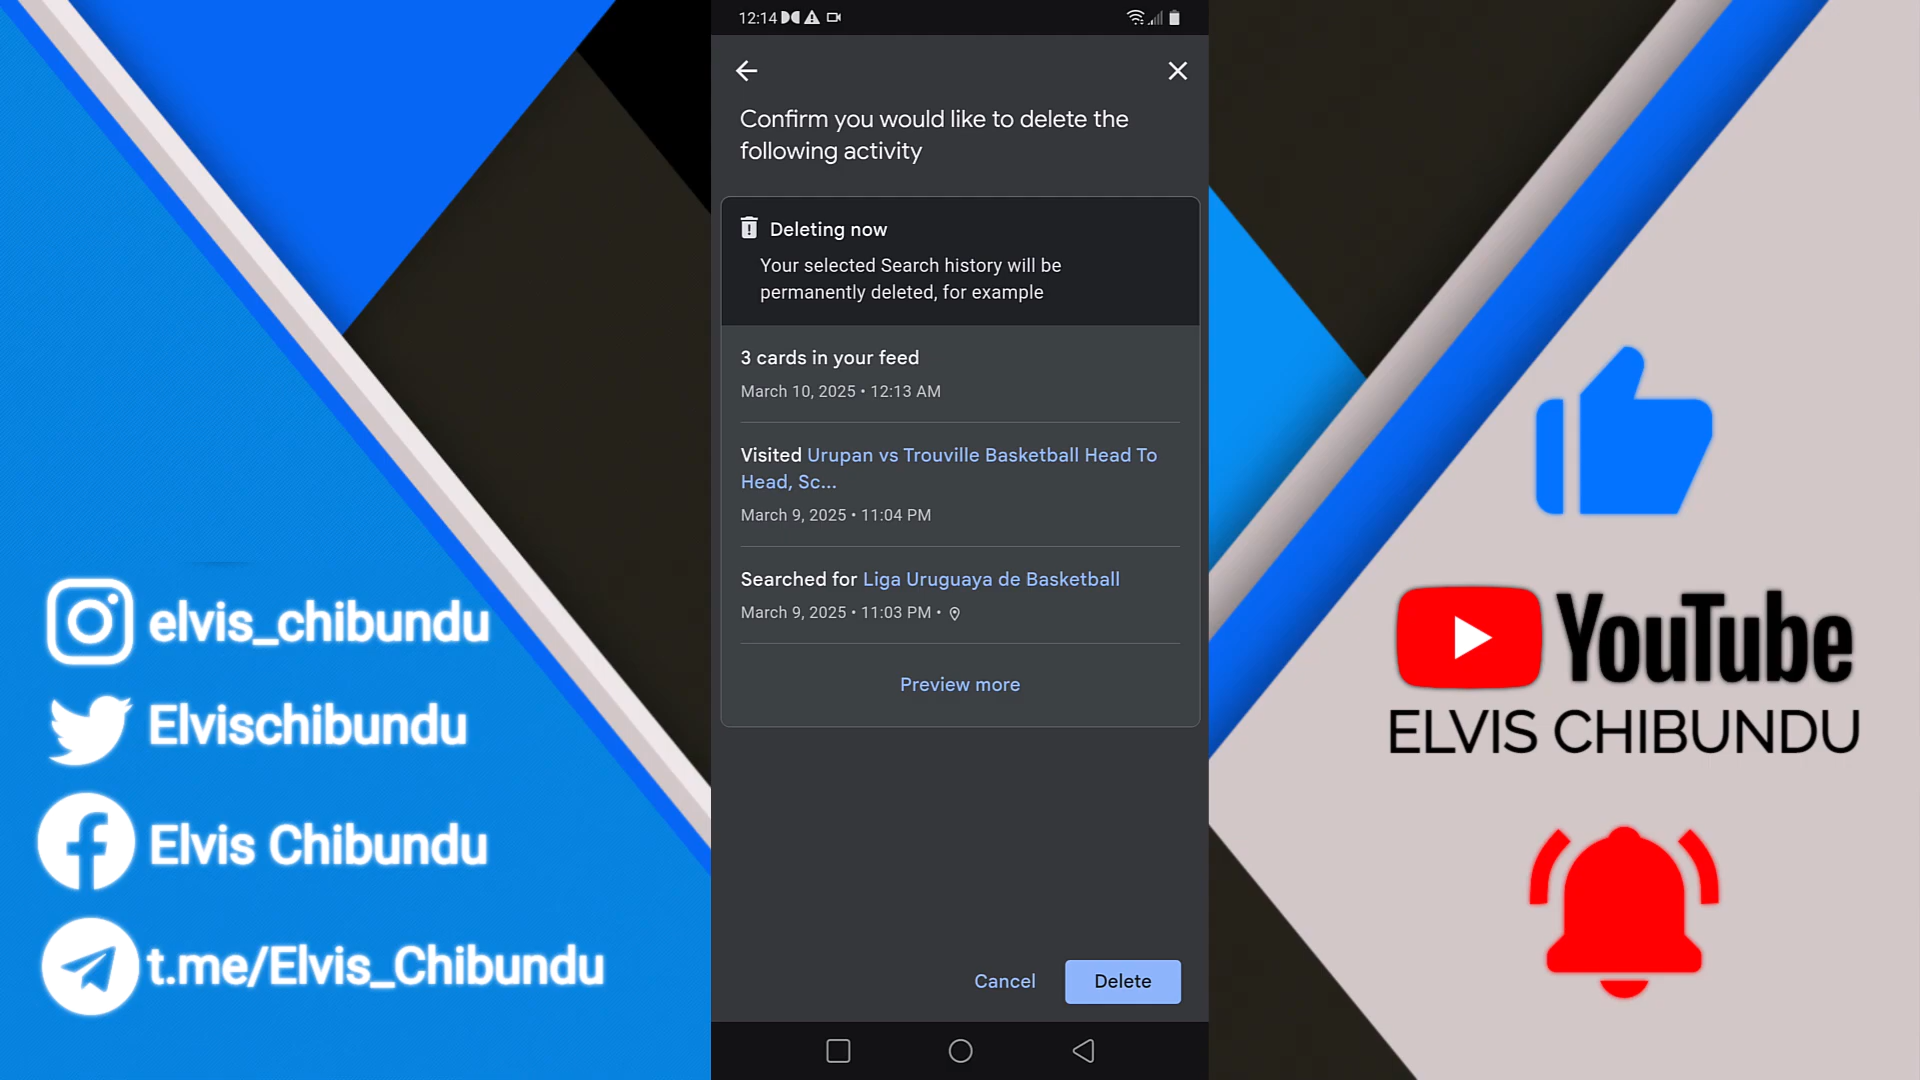 12:14
Confirm you would like to delete the
following activity
Deleting now
Your selected Search history will be
permanently deleted, for example
3 cards in your feed
March 10, 2025 • 12:13 AM
Visited Urupan vs Trouville Basketball Head To
Head, Sc...
March 9, 2025 • 11:04 PM
Searched for Liga Uruguaya de Basketball
March 9, 2025 • 11:03 PM •
Preview more
Cancel Delete
elvis_chibundu
Elvischibundu
Elvis Chibundu
t.me/Elvis_Chibundu
YouTube
ELVIS CHIBUNDU